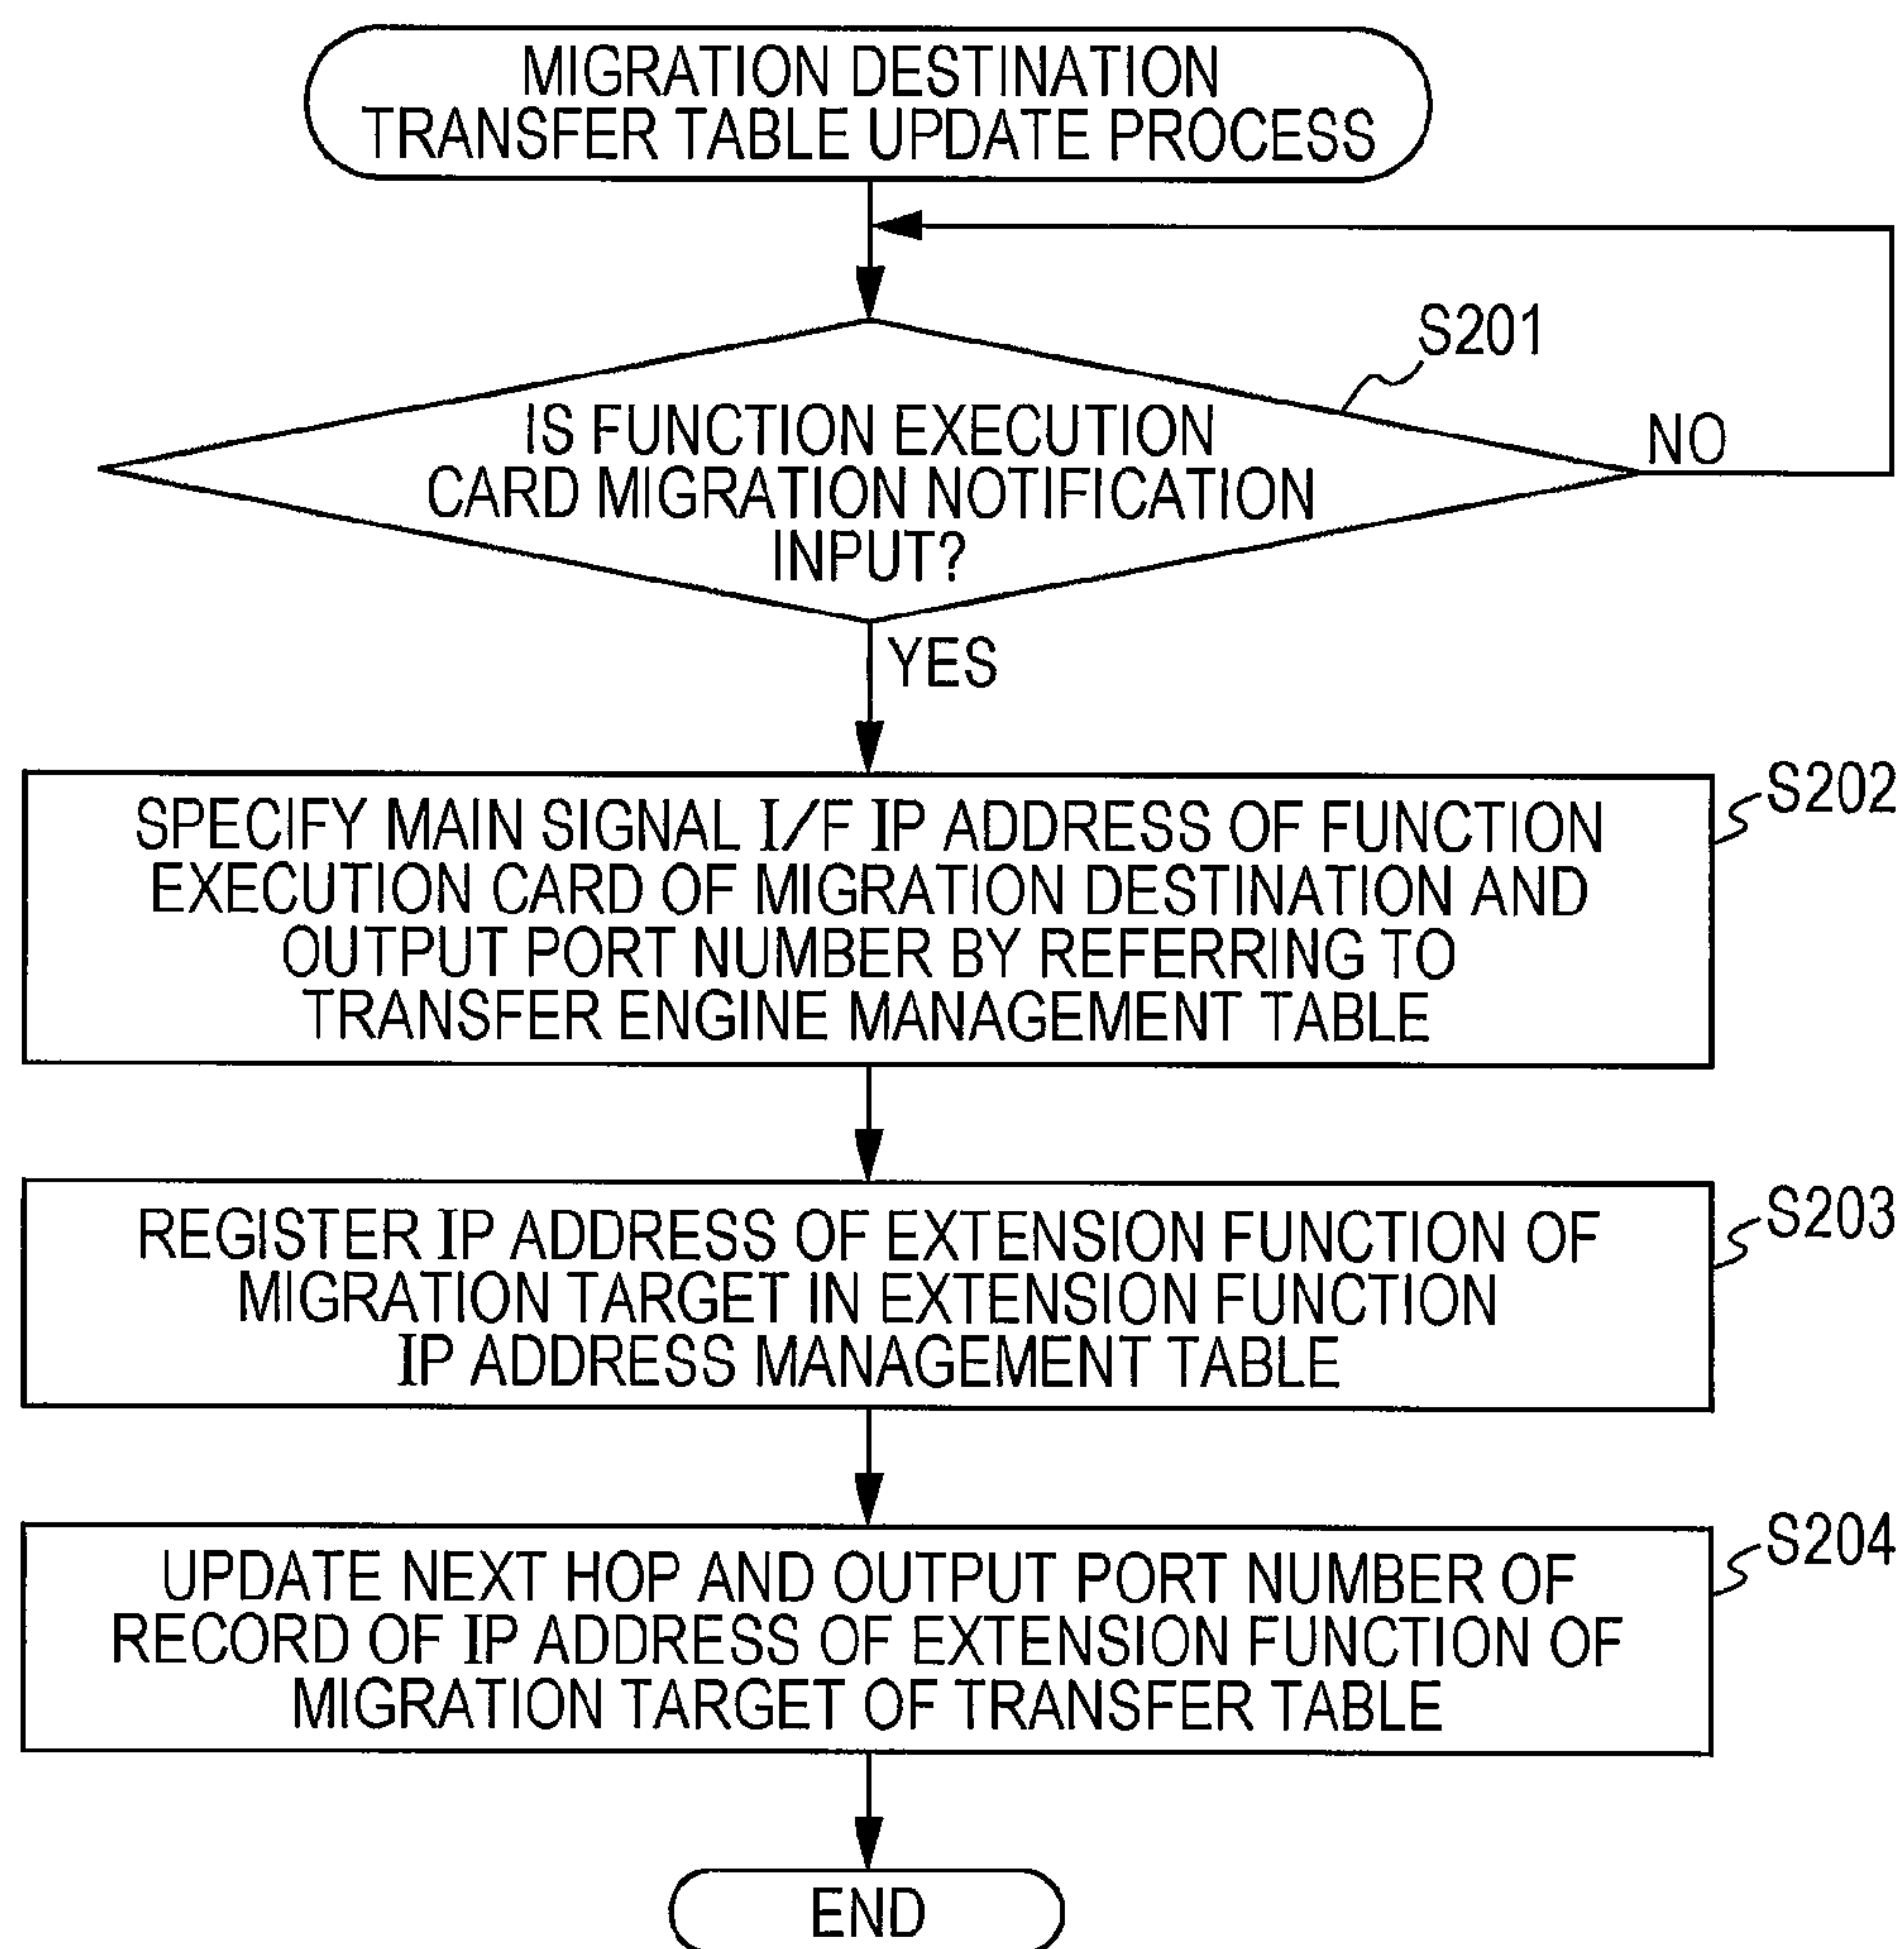 MIGRATION DESTINATION
TRANSFER TABLE UPDATE PROCESS
S201
IS FUNCTION EXECUTION
CARD MIGRATION NOTIFICATION
INPUT?
NO
YES
S202
SPECIFY MAIN SIGNAL I/F IP ADDRESS OF FUNCTION
EXECUTION CARD OF MIGRATION DESTINATION AND
OUTPUT PORT NUMBER BY REFERRING TO
TRANSFER ENGINE MANAGEMENT TABLE
S203
REGISTER IP ADDRESS OF EXTENSION FUNCTION OF
MIGRATION TARGET IN EXTENSION FUNCTION
IP ADDRESS MANAGEMENT TABLE
S204
UPDATE NEXT HOP AND OUTPUT PORT NUMBER OF
RECORD OF IP ADDRESS OF EXTENSION FUNCTION OF
MIGRATION TARGET OF TRANSFER TABLE
END